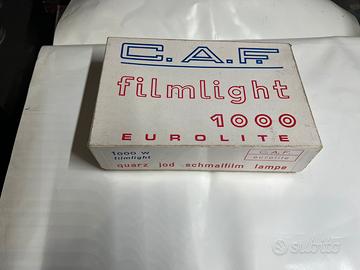 C.A.F.
filmlight
1000
EUROLITE
1000 W
filmlight
C.A.F.
eurolite
quarz jod schmalfilm lampe
subito